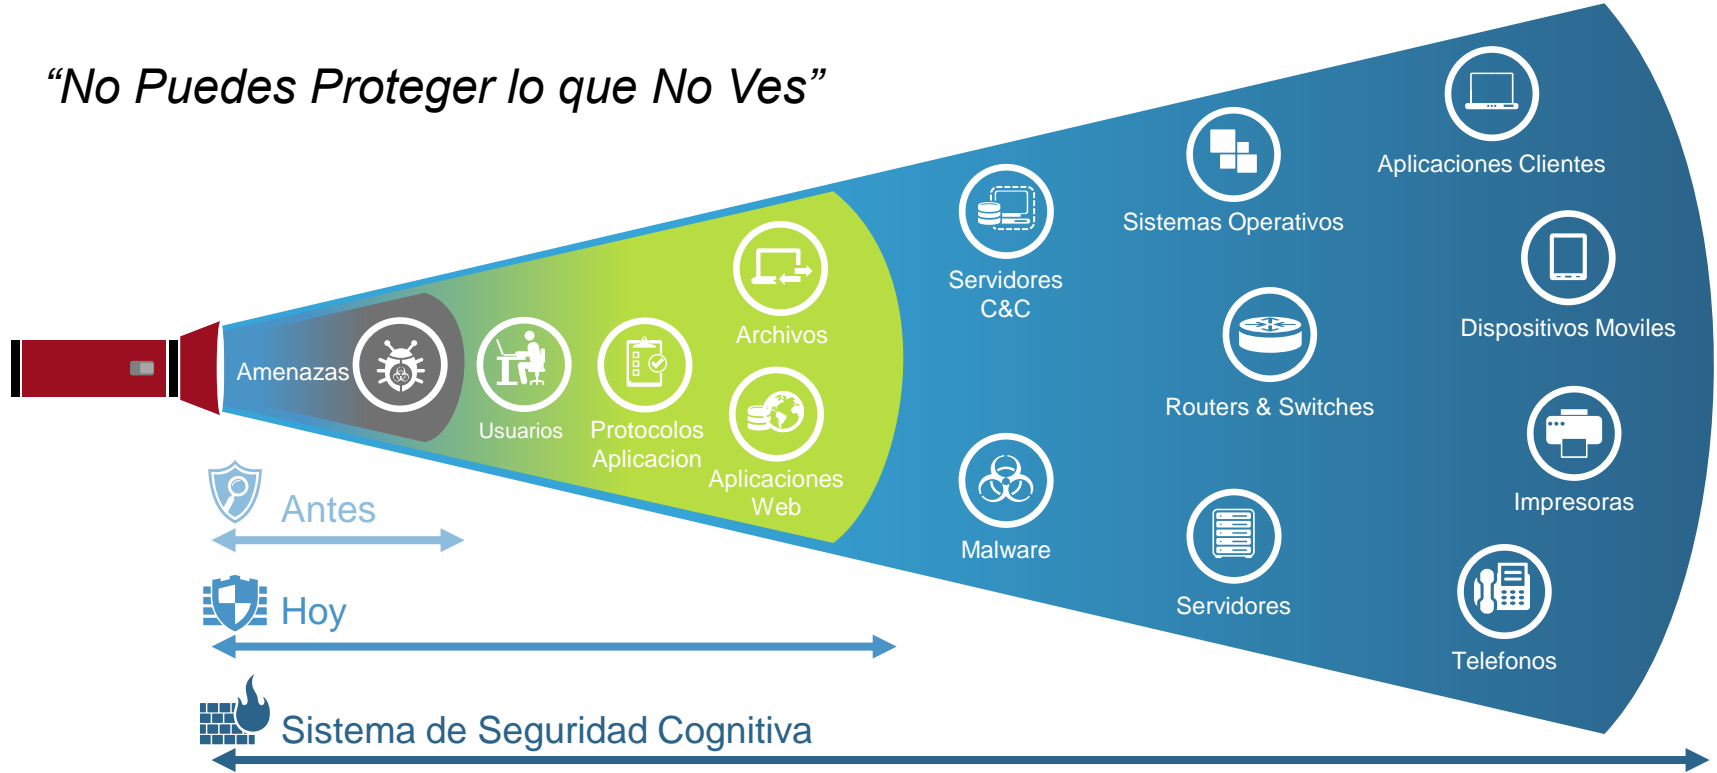 “No Puedes Proteger lo que No Ves”
Amenazas
Usuarios
Protocolos
Aplicacion
Archivos
Aplicaciones
Web
Servidores
C&C
Malware
Sistemas Operativos
Routers & Switches
Servidores
Aplicaciones Clientes
Dispositivos Moviles
Impresoras
Telefonos
Antes
Hoy
Sistema de Seguridad Cognitiva